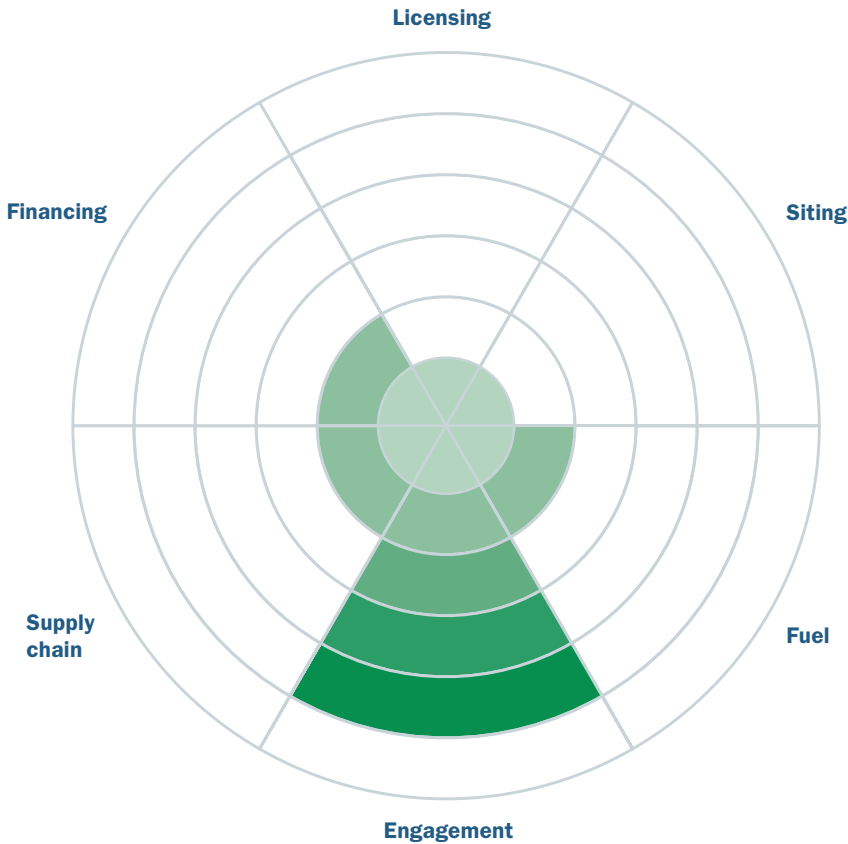 Licensing
Financing
Siting
Supply
chain
Fuel
Engagement